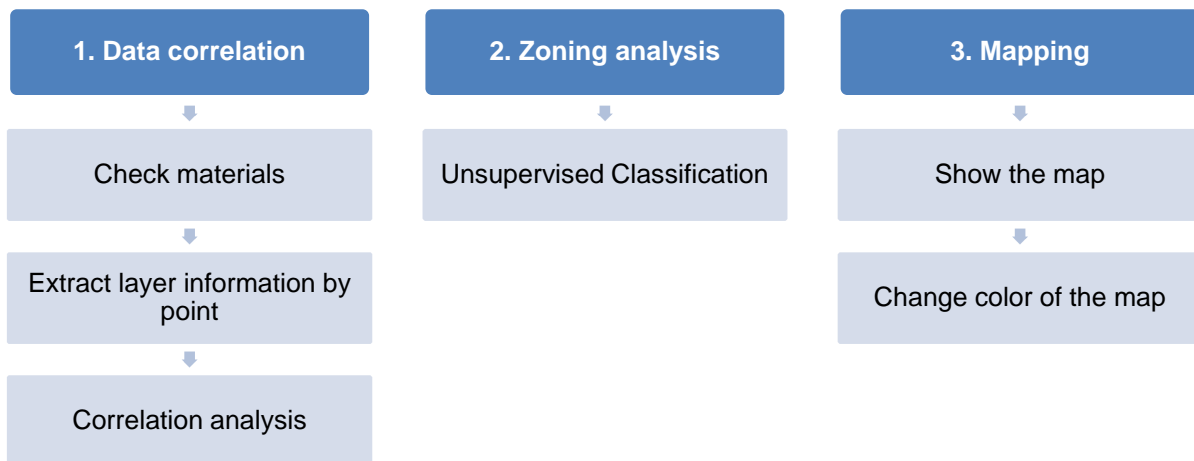 1. Data correlation
Check materials
Extract layer information by
point
Correlation analysis
2. Zoning analysis
Unsupervised Classification
3. Mapping
Show the map
Change color of the map